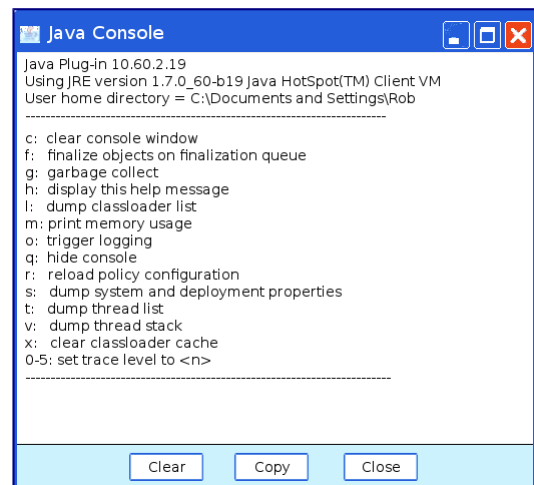 Java Console
Java Plug-in 10.60.2.19
Using JRE version 1.7.0_60-b19 Java HotSpot(TM) Client VM
User home directory = C:\Documents and Settings\Rob
------------------------------------------------------------------------
c: clear console window
f: finalize objects on finalization queue
g: garbage collect
h: display this help message
l: dump classloader list
m: print memory usage
o: trigger logging
q: hide console
r: reload policy configuration
s: dump system and deployment properties
t: dump thread list
v: dump thread stack
x: clear classloader cache
0-5: set trace level to <n>
-------------------------------------------------------------------------
Clear Copy Close